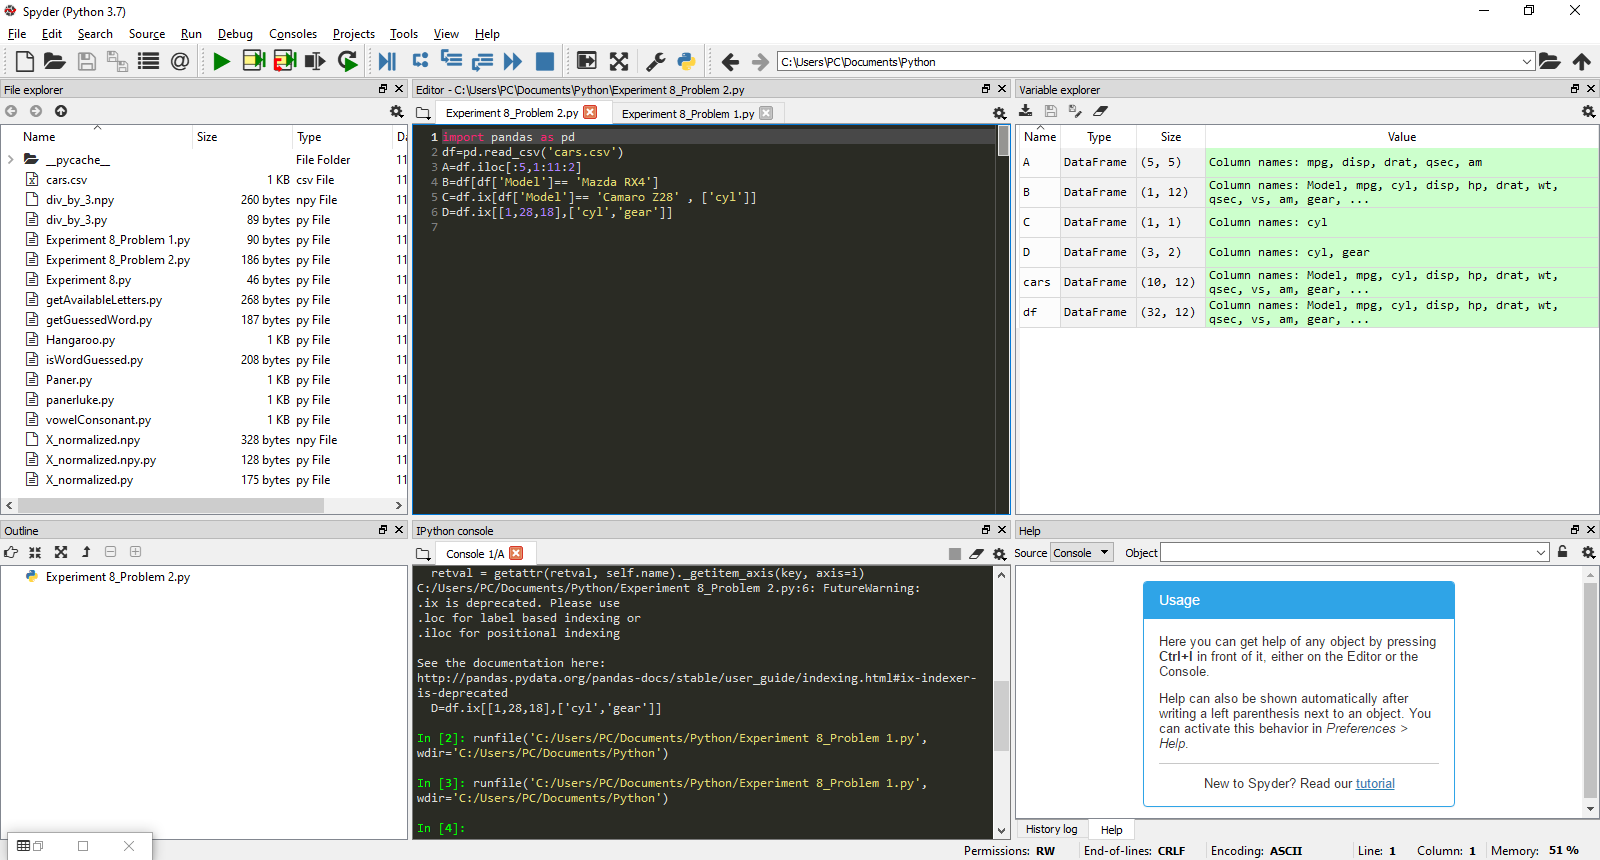 Spyder (Python 3.7)
File Edit Search Source Run Debug Consoles Projects Tools View Help
C:\Users\PC\Documents\Python
File explorer
Name Size Type Da
__pycache__ File Folder 11
cars.csv 1 KB csv File 11
div_by_3.npy 260 bytes npy File 11
div_by_3.py 89 bytes py File 11
Experiment 8_Problem 1.py 90 bytes py File 11
Experiment 8_Problem 2.py 186 bytes py File 11
Experiment 8.py 46 bytes py File 11
getAvailableLetters.py 268 bytes py File 11
getGuessedWord.py 187 bytes py File 11
Hangaroo.py 1 KB py File 11
isWordGuessed.py 208 bytes py File 11
Paner.py 1 KB py File 11
panerluke.py 1 KB py File 11
vowelConsonant.py 1 KB py File 11
X_normalized.npy 328 bytes npy File 11
X_normalized.npy.py 128 bytes py File 11
X_normalized.py 175 bytes py File 11
Outline
Experiment 8_Problem 2.py
Editor - C:\Users\PC\Documents\Python\Experiment 8_Problem 2.py
Experiment 8_Problem 2.py Experiment 8_Problem 1.py
1 import pandas as pd
2 df=pd.read_csv('cars.csv')
3 A=df.iloc[:5,1:11:2]
4 B=df[df['Model']== 'Mazda RX4']
5 C=df.ix[df['Model']== 'Camaro Z28' , ['cyl']]
6 D=df.ix[[1,28,18],['cyl','gear']]
7
IPython console
Console 1/A
retval = getattr(retval, self.name)._getitem_axis(key, axis=i)
C:/Users/PC/Documents/Python/Experiment 8_Problem 2.py:6: FutureWarning:
.ix is deprecated. Please use
.loc for label based indexing or
.iloc for positional indexing
See the documentation here:
http://pandas.pydata.org/pandas-docs/stable/user_guide/indexing.html#ix-indexer-
is-deprecated
D=df.ix[[1,28,18],['cyl','gear']]
In [2]: runfile('C:/Users/PC/Documents/Python/Experiment 8_Problem 1.py',
wdir='C:/Users/PC/Documents/Python')
In [3]: runfile('C:/Users/PC/Documents/Python/Experiment 8_Problem 1.py',
wdir='C:/Users/PC/Documents/Python')
In [4]:
Variable explorer
Name Type Size Value
A DataFrame (5, 5) Column names: mpg, disp, drat, qsec, am
B DataFrame (1, 12) Column names: Model, mpg, cyl, disp, hp, drat, wt,
qsec, vs, am, gear, ...
C DataFrame (1, 1) Column names: cyl
D DataFrame (3, 2) Column names: cyl, gear
cars DataFrame (10, 12) Column names: Model, mpg, cyl, disp, hp, drat, wt,
qsec, vs, am, gear, ...
df DataFrame (32, 12) Column names: Model, mpg, cyl, disp, hp, drat, wt,
qsec, vs, am, gear, ...
Help
Source Console Object
Usage
Here you can get help of any object by pressing
Ctrl+I in front of it, either on the Editor or the
Console.
Help can also be shown automatically after
writing a left parenthesis next to an object. You
can activate this behavior in Preferences >
Help.
New to Spyder? Read our tutorial
History log Help
Permissions: RW End-of-lines: CRLF Encoding: ASCII Line: 1 Column: 1 Memory: 51 %